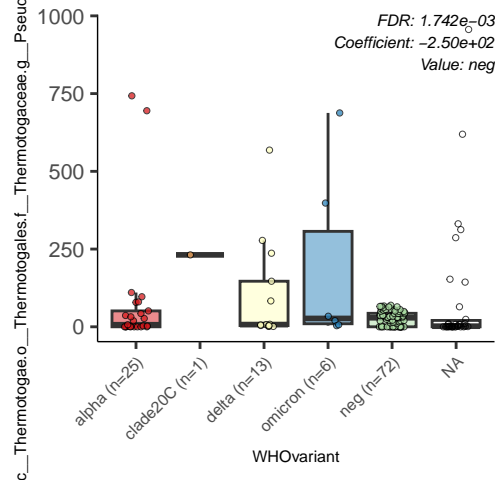 FDR: 1.742e−03
Coefficient: −2.50e+02
Value: neg
1000
750
500
250
0
c__Thermotogae.o__Thermotogales.f__Thermotogaceae.g__Pseud
alpha (n=25)
clade20C (n=1)
delta (n=13)
omicron (n=6)
neg (n=72)
NA
WHOvariant